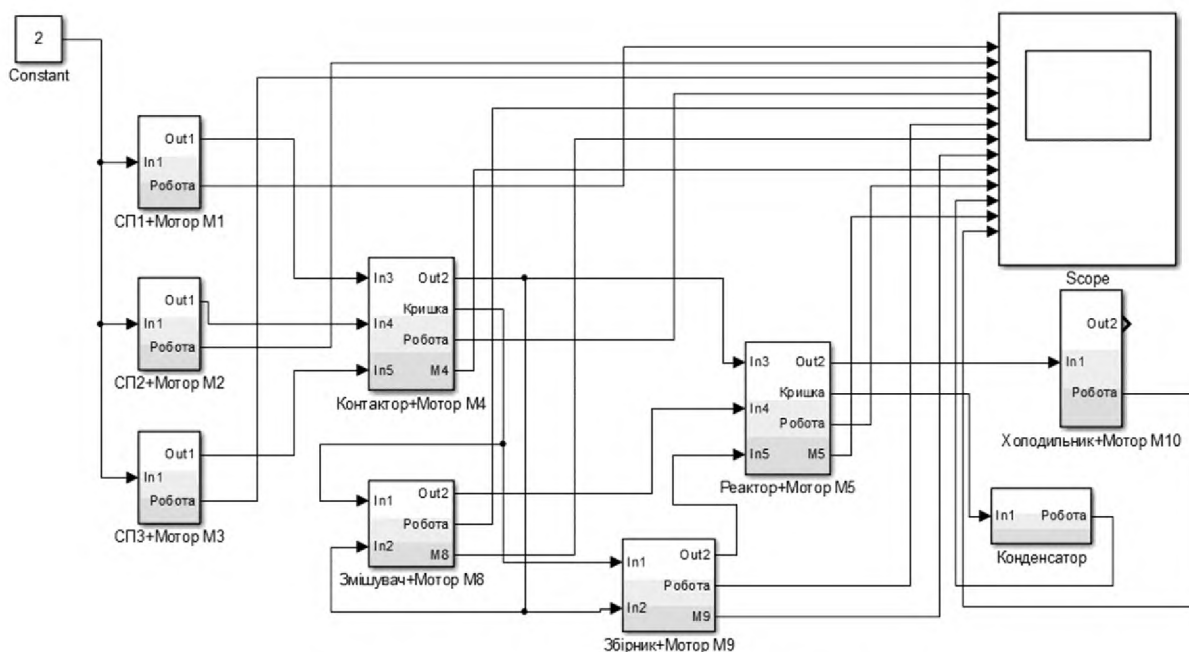 2
Constant
Out1
In1
Робота
СП1+Мотор М1
Out1
In1
Робота
СП2+Мотор М2
Out1
In1
Робота
СП3+Мотор М3
In3
Out2
Кришка
In4
Робота
In5
М4
Контактор+Мотор М4
In1
Out2
Робота
In2
М8
Змішувач+Мотор М8
Out2
In1
Робота
In2
М9
Збірник+Мотор М9
In3
Out2
Кришка
In4
Робота
In5
М5
Реактор+Мотор М5
Scope
Out2
In1
Робота
Холодильник+Мотор М10
In1
Робота
Конденсатор